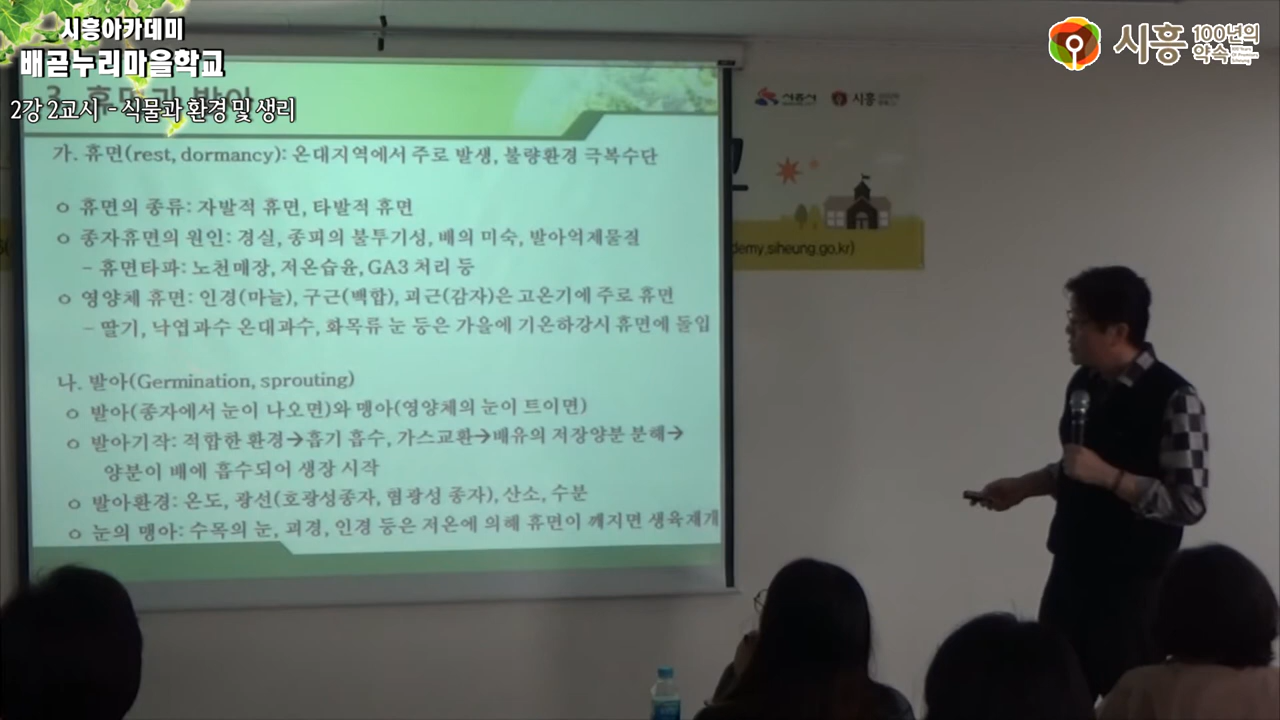 시흥아카데미
배곧누리마을학교
2강 2교시 - 식물과 환경 및 생리
시흥 100년의 약속
시흥시 시흥
3. 휴면과 발아
가. 휴면(rest, dormancy): 온대지역에서 주로 발생, 불량환경 극복수단
ㅇ 휴면의 종류: 자발적 휴면, 타발적 휴면
ㅇ 종자휴면의 원인: 경실, 종피의 불투기성, 배의 미숙, 발아억제물질
- 휴면타파: 노천매장, 저온습윤, GA3 처리 등
ㅇ 영양체 휴면: 인경(마늘), 구근(백합), 괴근(감자)은 고온기에 주로 휴면
- 딸기, 낙엽과수 온대과수, 화목류 눈 등은 가을에 기온하강시 휴면에 돌입
demy.siheung.go.kr)
나. 발아(Germination, sprouting)
ㅇ 발아(종자에서 눈이 나오면)와 맹아(영양체의 눈이 트이면)
ㅇ 발아기작: 적합한 환경→흡기 흡수, 가스교환→배유의 저장양분 분해→
양분이 배에 흡수되어 생장 시작
ㅇ 발아환경: 온도, 광선(호광성종자, 혐광성 종자), 산소, 수분
ㅇ 눈의 맹아: 수목의 눈, 괴경, 인경 등은 저온에 의해 휴면이 깨지면 생육재개